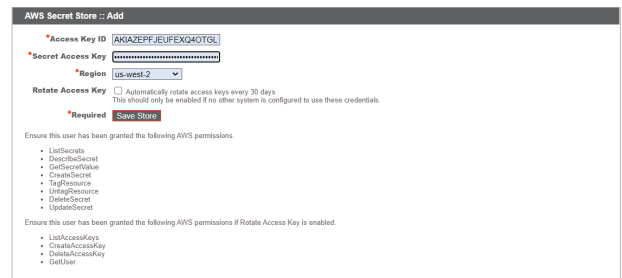 AWS Secret Store :: Add
*Access Key ID AKIAZEPFJEUFEXQ4OTGL
*Secret Access Key
*Region us-west-2
Rotate Access Key Automatically rotate access keys every 30 days
This should only be enabled if no other system is configured to use these credentials.
*Required Save Store
Ensure this user has been granted the following AWS permissions.
• ListSecrets
• DescribeSecret
• GetSecretValue
• CreateSecret
• TagResource
• UntagResource
• DeleteSecret
• UpdateSecret
Ensure this user has been granted the following AWS permissions if Rotate Access Key is enabled:
• ListAccessKeys
• CreateAccessKey
• DeleteAccessKey
• GetUser